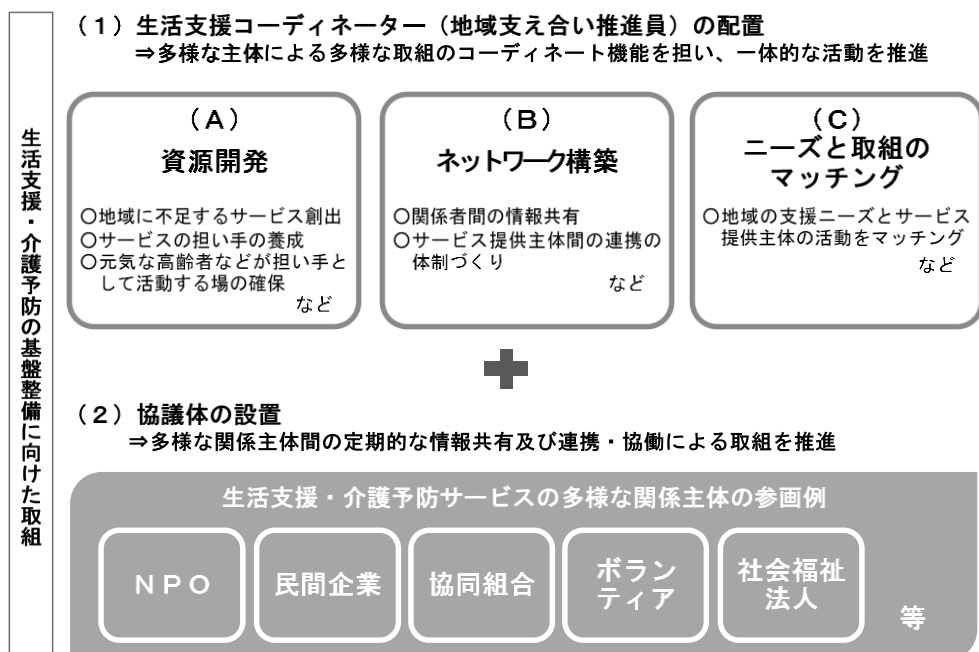 生活支援・介護予防の基盤整備に向けた取組
（１）生活支援コーディネーター（地域支え合い推進員）の配置
⇒多様な主体による多様な取組のコーディネート機能を担い、一体的な活動を推進
（A）
資源開発
○地域に不足するサービス創出
○サービスの担い手の養成
○元気な高齢者などが担い手と
して活動する場の確保
など
（B）
ネットワーク構築
○関係者間の情報共有
○サービス提供主体間の連携の
体制づくり
など
（C）
ニーズと取組の
マッチング
○地域の支援ニーズとサービス
提供主体の活動をマッチング
など
（２）協議体の設置
⇒多様な関係主体間の定期的な情報共有及び連携・協働による取組を推進
生活支援・介護予防サービスの多様な関係主体の参画例
ＮＰＯ
民間企業
協同組合
ボラン
ティア
社会福祉
法人
等